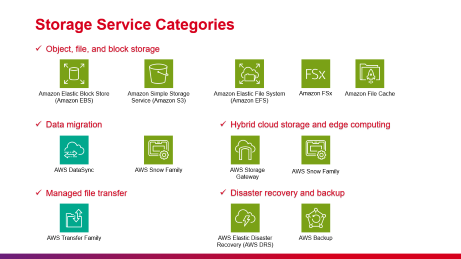 Storage Service Categories
✓ Object, file, and block storage
Amazon Elastic Block Store
(Amazon EBS)
Amazon Simple Storage
Service (Amazon S3)
Amazon Elastic File System
(Amazon EFS)
FSx
Amazon FSx
Amazon File Cache
✓ Data migration
AWS DataSync
AWS Snow Family
✓ Hybrid cloud storage and edge computing
AWS Storage
Gateway
AWS Snow Family
✓ Managed file transfer
AWS Transfer Family
✓ Disaster recovery and backup
AWS Elastic Disaster
Recovery (AWS DRS)
AWS Backup